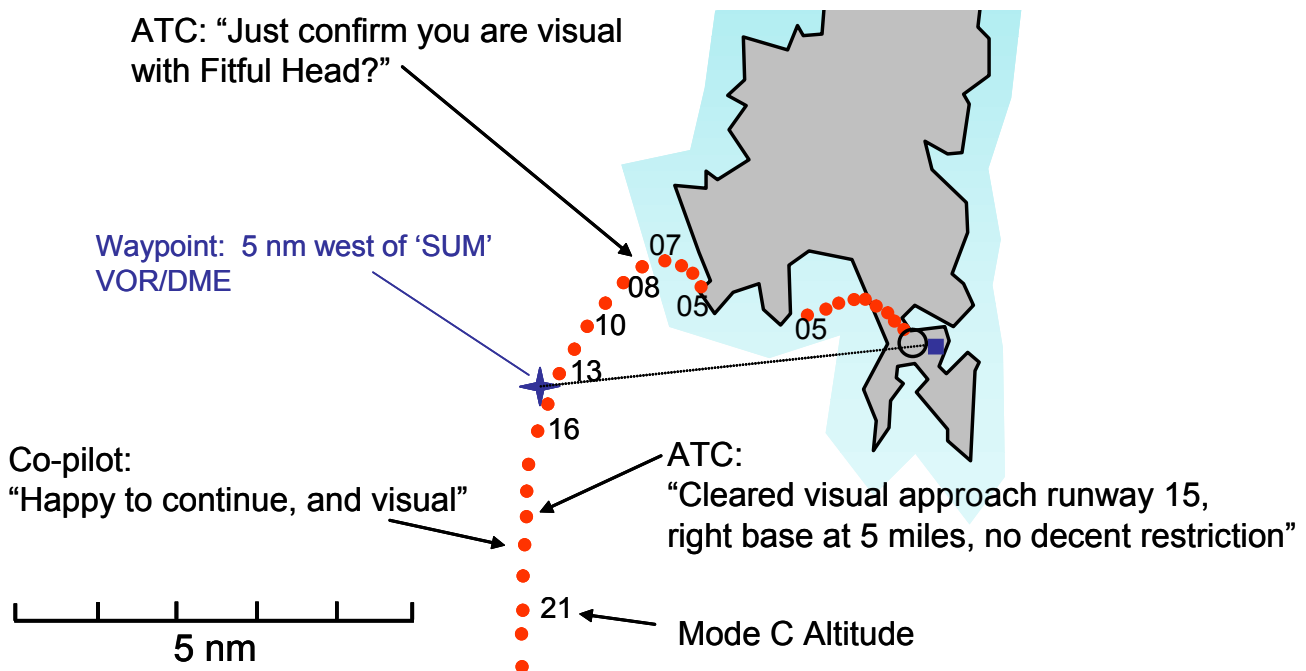 ATC: “Just confirm you are visual
with Fitful Head?”
07
Waypoint:  5 nm west of ‘SUM’
VOR/DME
08
05
10
05
13
16
Co-pilot:
“Happy to continue, and visual”
ATC:
“Cleared visual approach runway 15,
right base at 5 miles, no decent restriction”
21
Mode C Altitude
5 nm